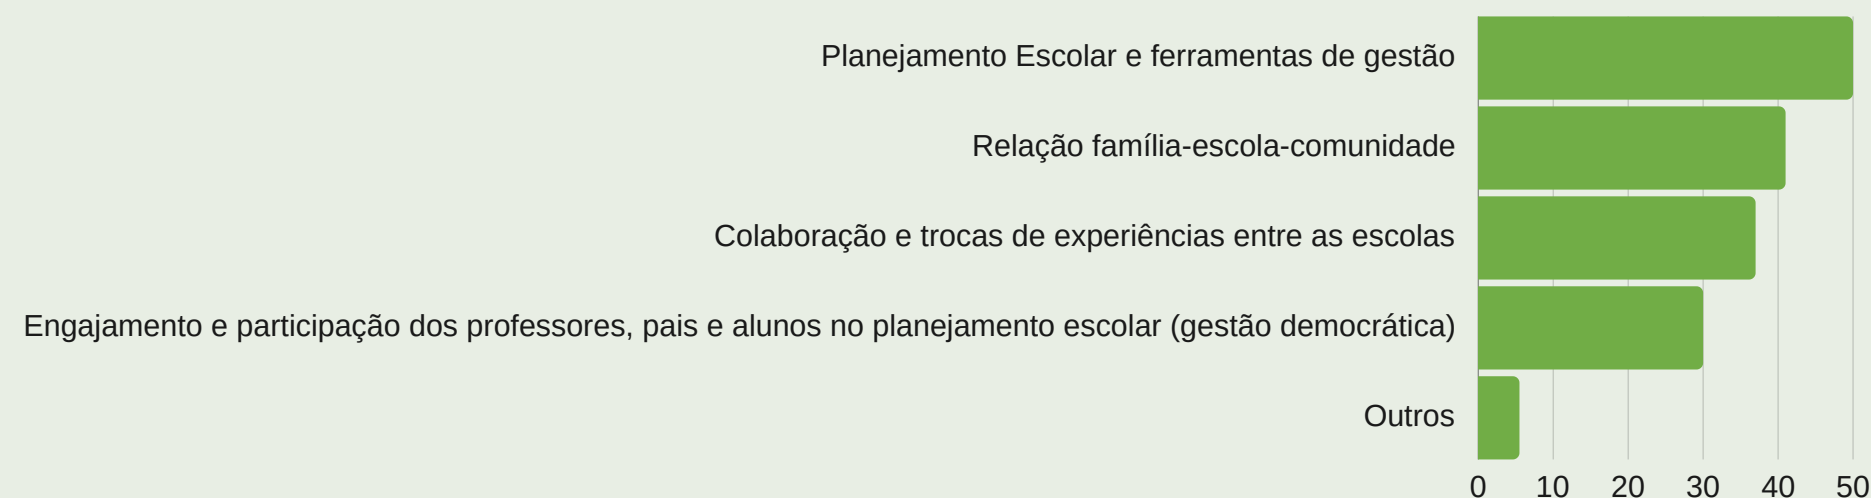 Planejamento Escolar e ferramentas de gestão
Relação família-escola-comunidade
Colaboração e trocas de experiências entre as escolas
Engajamento e participação dos professores, pais e alunos no planejamento escolar (gestão democrática)
Outros
0 10 20 30 40 50